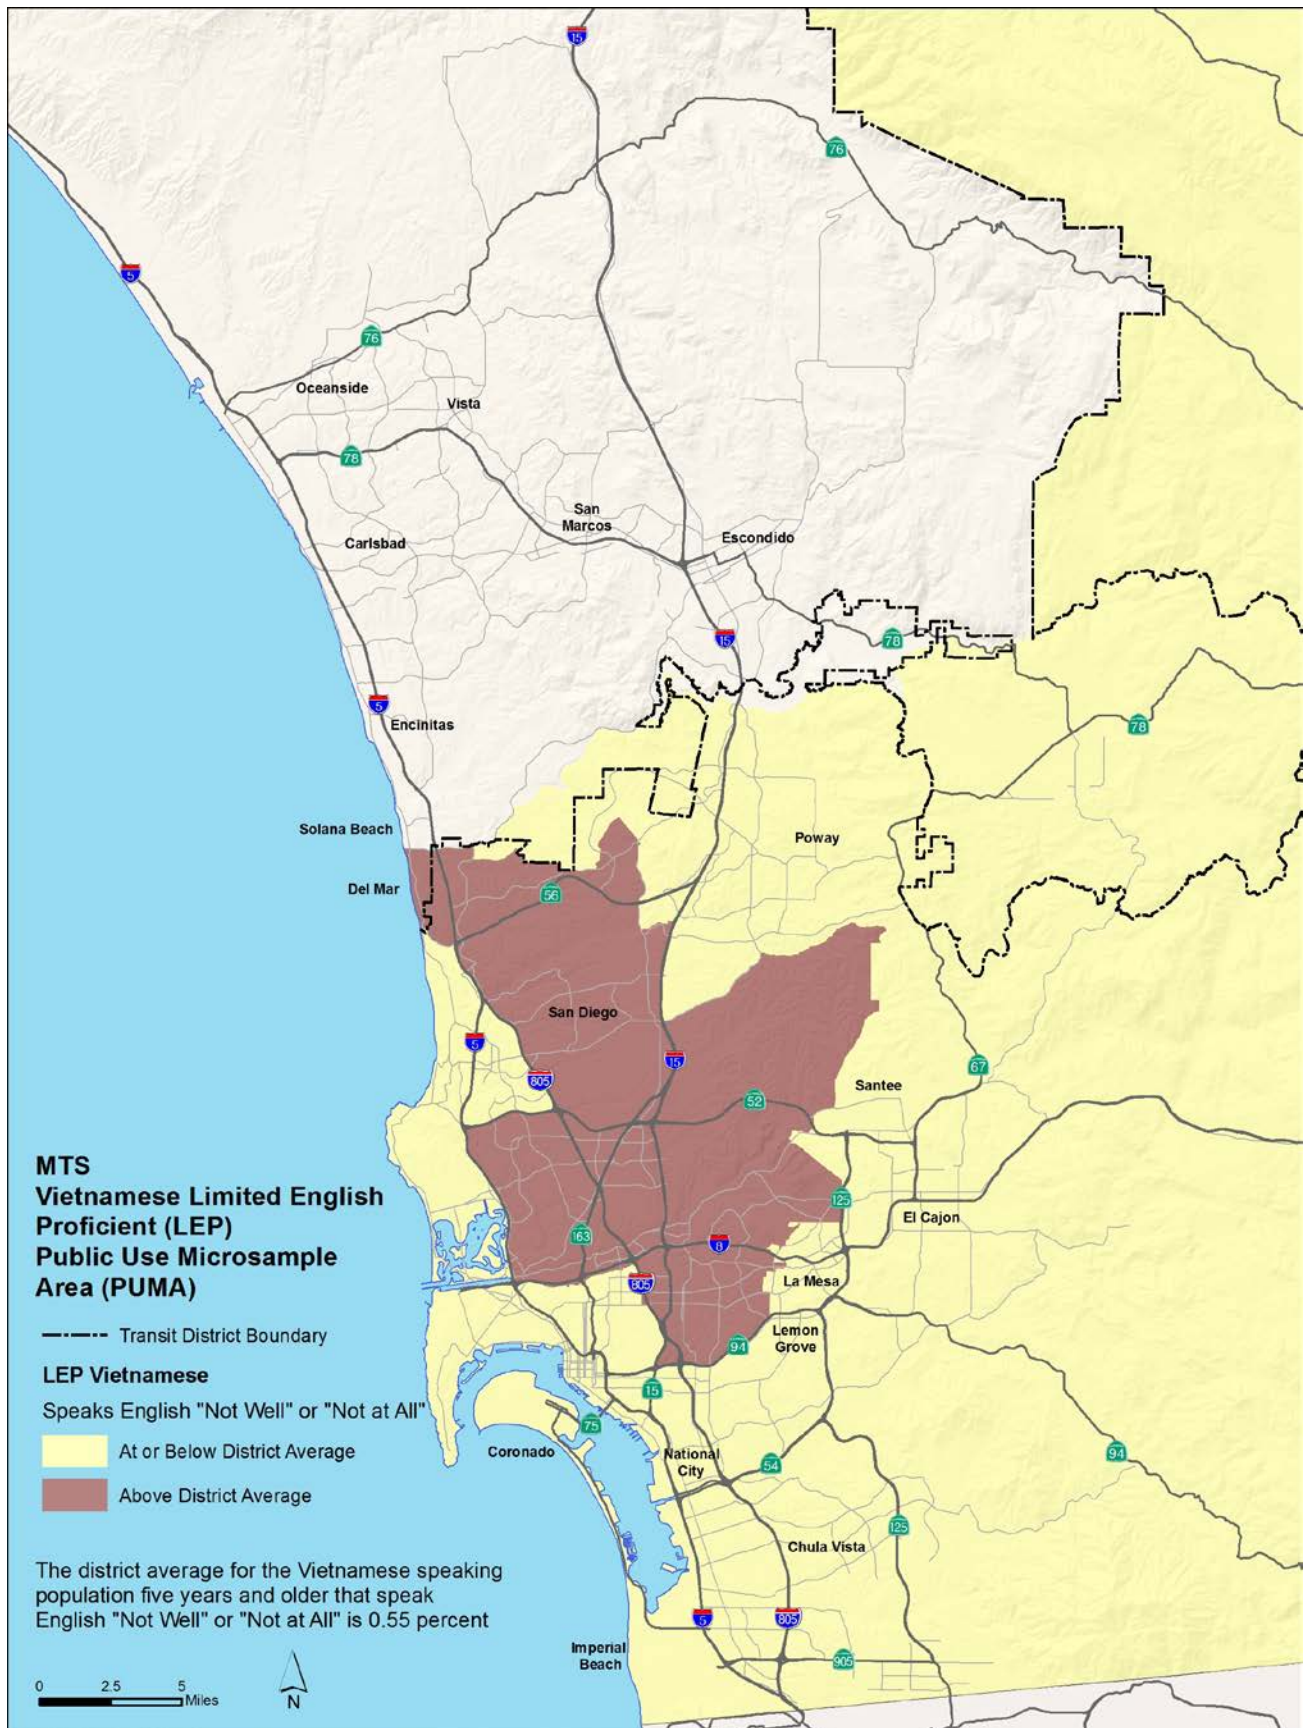 15
76
5
76
Oceanside
Vista
78
San
Marcos
Escondido
Carlsbad
15
78
5
Encinitas
78
Solana Beach
Poway
Del Mar
56
San Diego
5
15
805
67
Santee
52
MTS
Vietnamese Limited English
Proficient (LEP)
Public Use Microsample
Area (PUMA)
125
El Cajon
163
8
805
La Mesa
Transit District Boundary
Lemon
Grove
94
LEP Vietnamese
15
Speaks English "Not Well" or "Not at All"
75
At or Below District Average
Coronado
National
City
54
94
Above District Average
125
Chula Vista
The district average for the Vietnamese speaking
population five years and older that speak
English "Not Well" or "Not at All" is 0.55 percent
5
805
Imperial
Beach
905
0 2.5 5
Miles
N